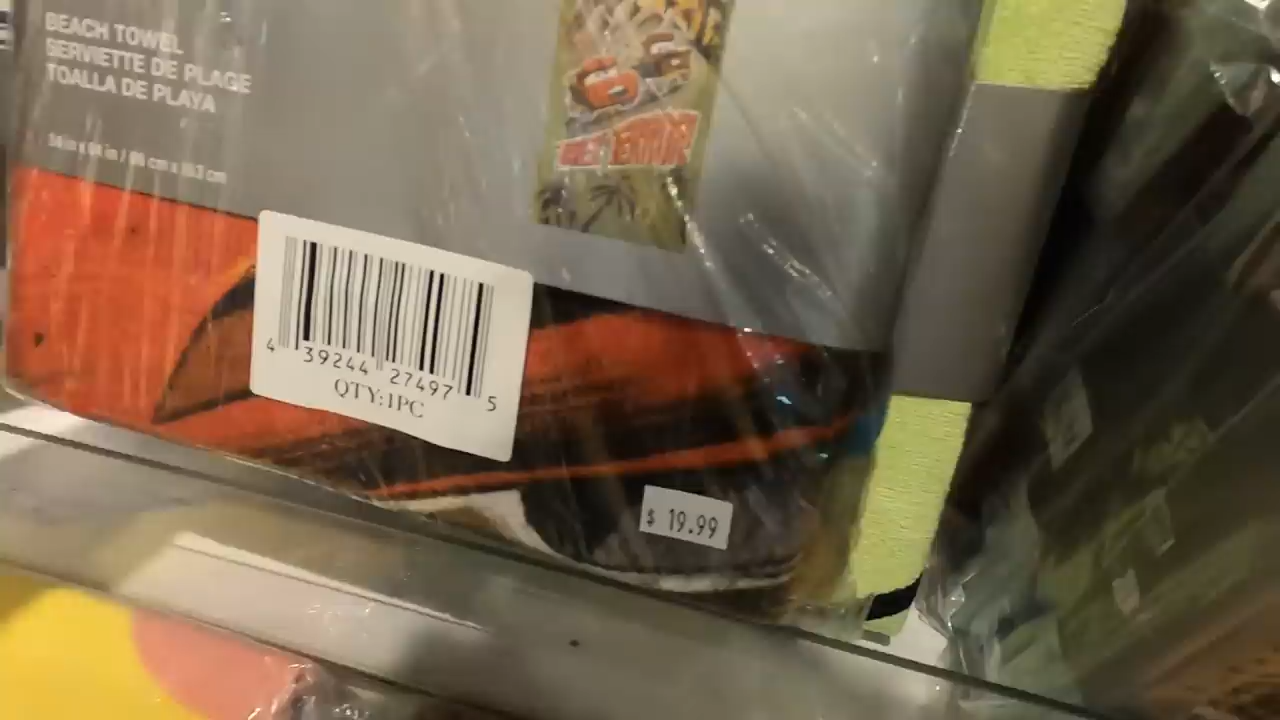 BEACH TOWEL
SERVIETTE DE PLAGE
TOALLA DE PLAYA
4 39244 27497 5
QTY:1PC
$ 19.99